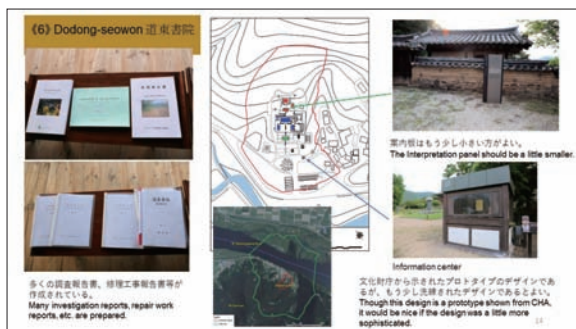 《6》Dodong-seowon 道東書院
多くの調査報告書、修理工事報告書等が
作成されている。
Many investigation reports, repair work
reports, etc. are prepared.
案内板はもう少し小さい方がよい。
The Interpretation panel should be a little smaller.
Information center
文化財庁から示されたプロトタイプのデザインであ
るが、もう少し洗練されたデザインであるとよい。
Though this design is a prototype shown from CHA,
it would be nice if the design was a little more
sophisticated.